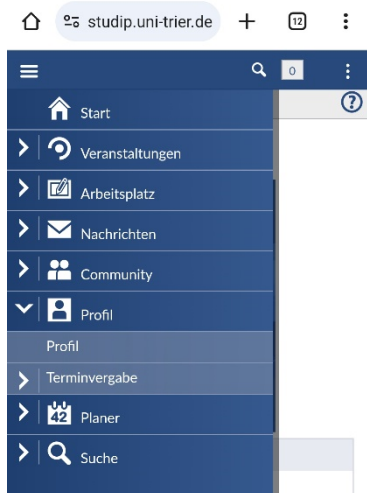 studip.uni-trier.de
12
0
Start
Veranstaltungen
Arbeitsplatz
Nachrichten
Community
Profil
Profil
Terminvergabe
42 Planer
Suche